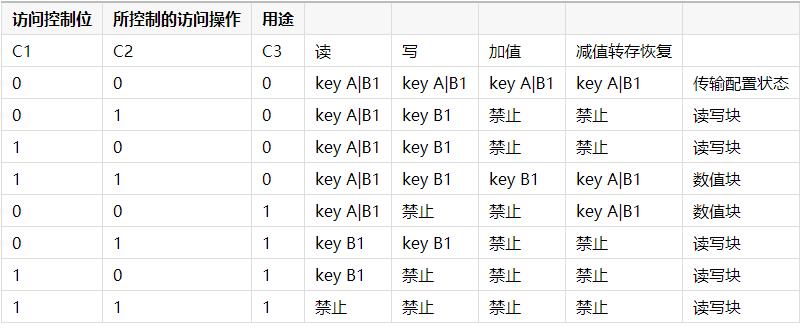 访问控制位 所控制的访问操作 用途
C1 C2 C3 读 写 加值 减值转存恢复
0 0 0 key A|B1 key A|B1 key A|B1 key A|B1 传输配置状态
0 1 0 key A|B1 key B1 禁止 禁止 读写块
1 0 0 key A|B1 key B1 禁止 禁止 读写块
1 1 0 key A|B1 key B1 key B1 key A|B1 数值块
0 0 1 key A|B1 禁止 禁止 key A|B1 数值块
0 1 1 key B1 key B1 禁止 禁止 读写块
1 0 1 key B1 禁止 禁止 禁止 读写块
1 1 1 禁止 禁止 禁止 禁止 读写块